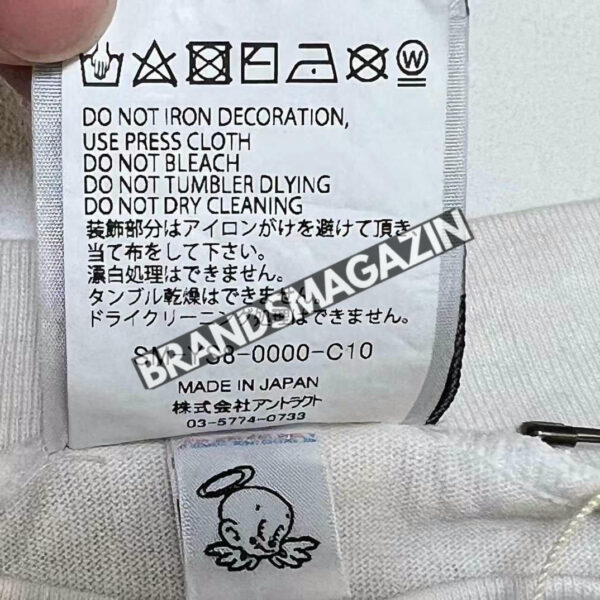 W
DO NOT IRON DECORATION,
USE PRESS CLOTH
DO NOT BLEACH
DO NOT TUMBLER DLYING
DO NOT DRY CLEANING
装飾部分はアイロンがけを避けて頂き
当て布をして下さい。
漂白処理はできません。
タンブル乾燥はできません。
ドライクリーニング処理はできません。
BRANDSMAGAZIN
-0000-C10
MADE IN JAPAN
株式会社アントラクト
03-5774-0733